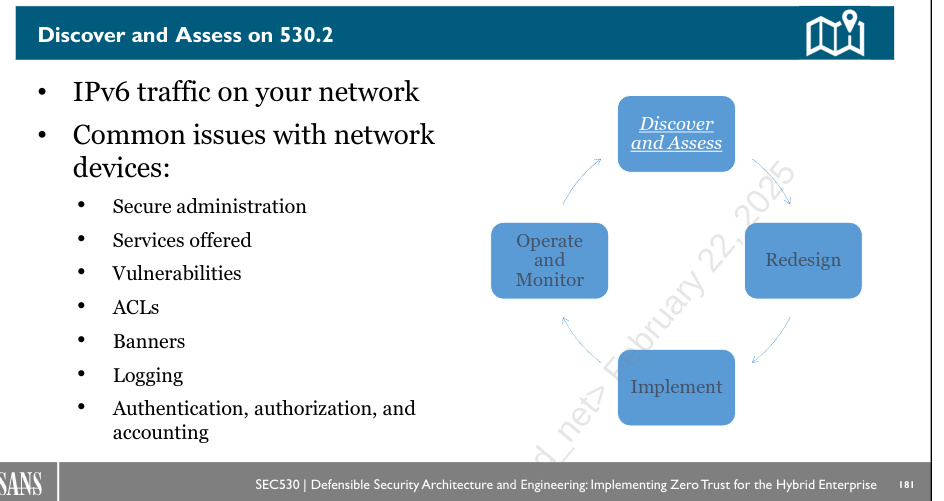 Discover and Assess on 530.2
• IPv6 traffic on your network
• Common issues with network
devices:
• Secure administration
• Services offered
• Vulnerabilities
• ACLs
• Banners
• Logging
• Authentication, authorization, and
accounting
Discover
and Assess
Redesign
Implement
Operate
and
Monitor
d_net> February 22, 2025
SANS
SEC530 | Defensible Security Architecture and Engineering: Implementing Zero Trust for the Hybrid Enterprise
181